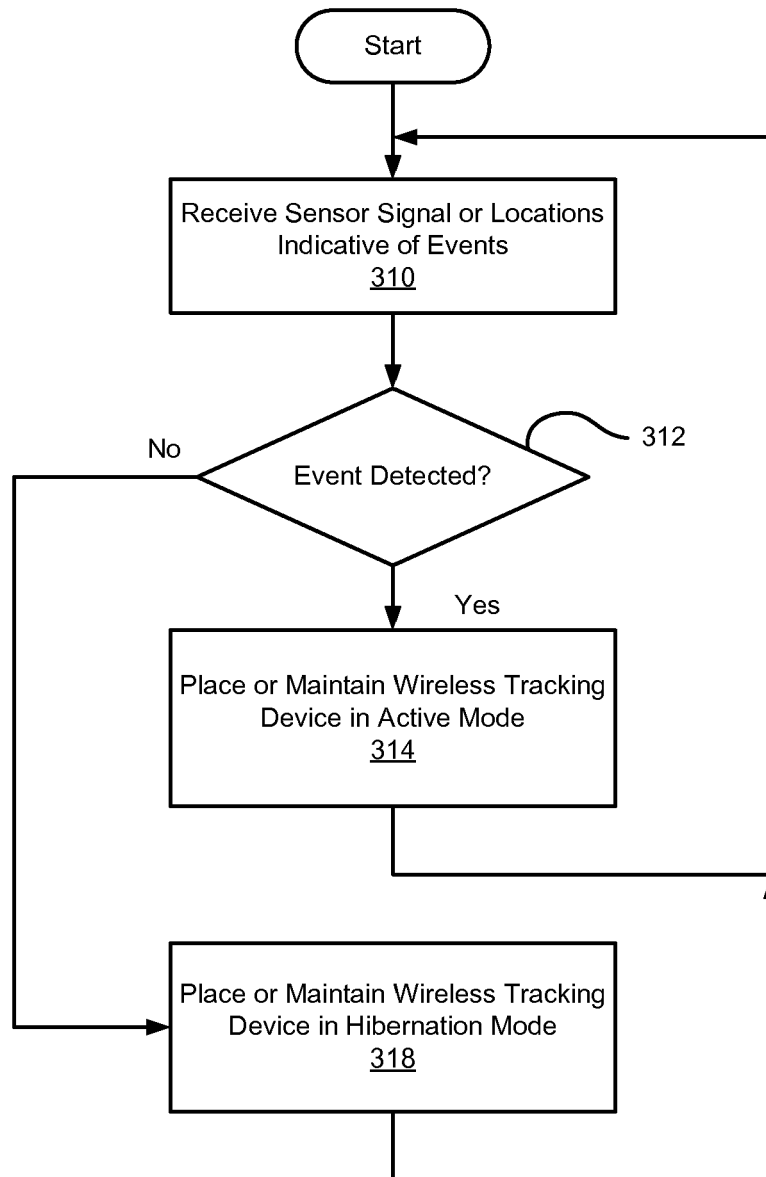 Start
Receive Sensor Signal or Locations
Indicative of Events
310
No
312
Event Detected?
Yes
Place or Maintain Wireless Tracking
Device in Active Mode
314
Place or Maintain Wireless Tracking
Device in Hibernation Mode
318